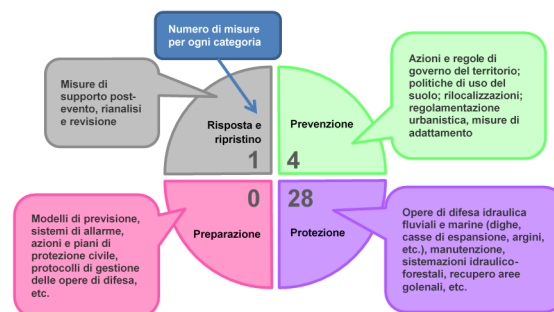 Numero di misure
per ogni categoria
Misure di
supporto post-
evento, rianalisi
e revisione
Azioni e regole di
governo del territorio;
politiche di uso del
suolo; rilocalizzazioni;
regolamentazione
urbanistica, misure di
adattamento
Risposta e
ripristino
1
Prevenzione
4
0
Preparazione
28
Protezione
Modelli di previsione,
sistemi di allarme,
azioni e piani di
protezione civile,
protocolli di gestione
delle opere di difesa,
etc.
Opere di difesa idraulica
fluviali e marine (dighe,
casse di espansione, argini,
etc.), manutenzione,
sistemazioni idraulico-
forestali, recupero aree
golenali, etc.